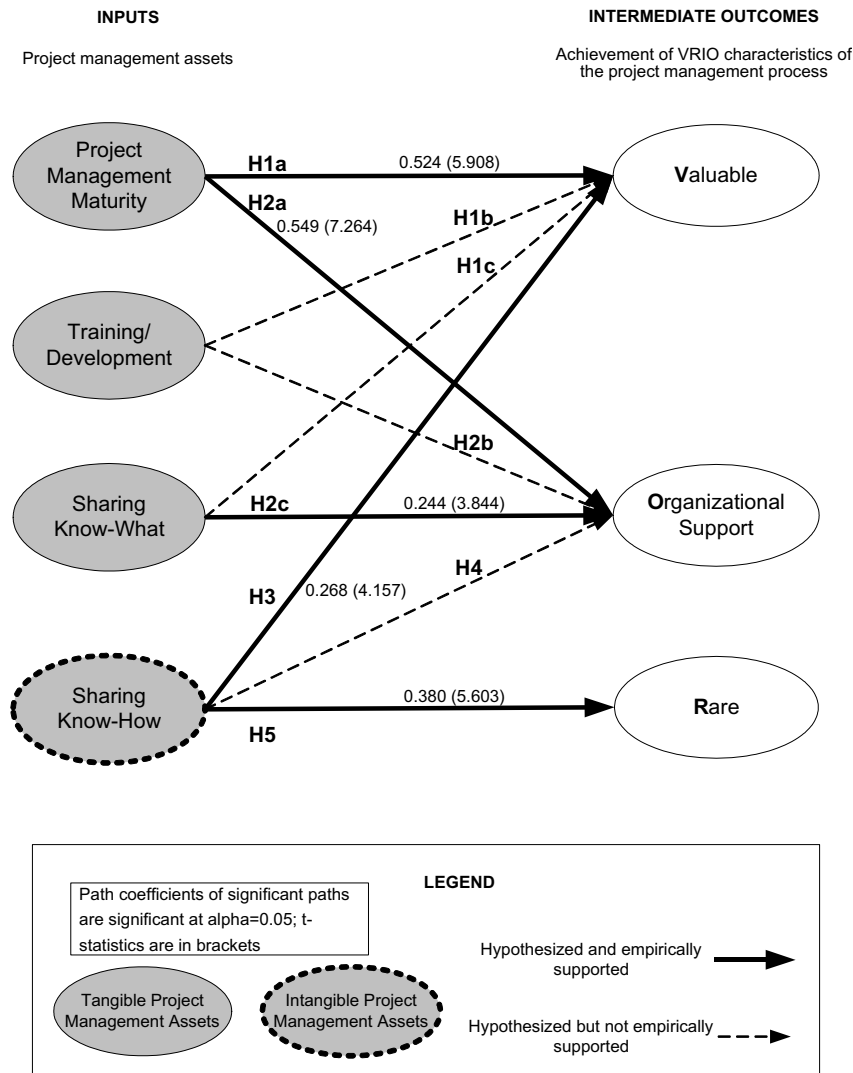 INPUTS
Project management assets
INTERMEDIATE OUTCOMES
Achievement of VRIO characteristics of
the project management process
Project
Management
Maturity
H1a
0.524 (5.908)
Valuable
H2a
0.549 (7.264)
H1b
H1c
Training/
Development
H2b
Sharing
Know-What
H2c
0.244 (3.844)
Organizational
Support
H3
0.268 (4.157)
H4
Sharing
Know-How
0.380 (5.603)
H5
Rare
LEGEND
Path coefficients of significant paths
are significant at alpha=0.05; t-
statistics are in brackets
Hypothesized and empirically
supported
Tangible Project
Management Assets
Intangible Project
Management Assets
Hypothesized but not empirically
supported